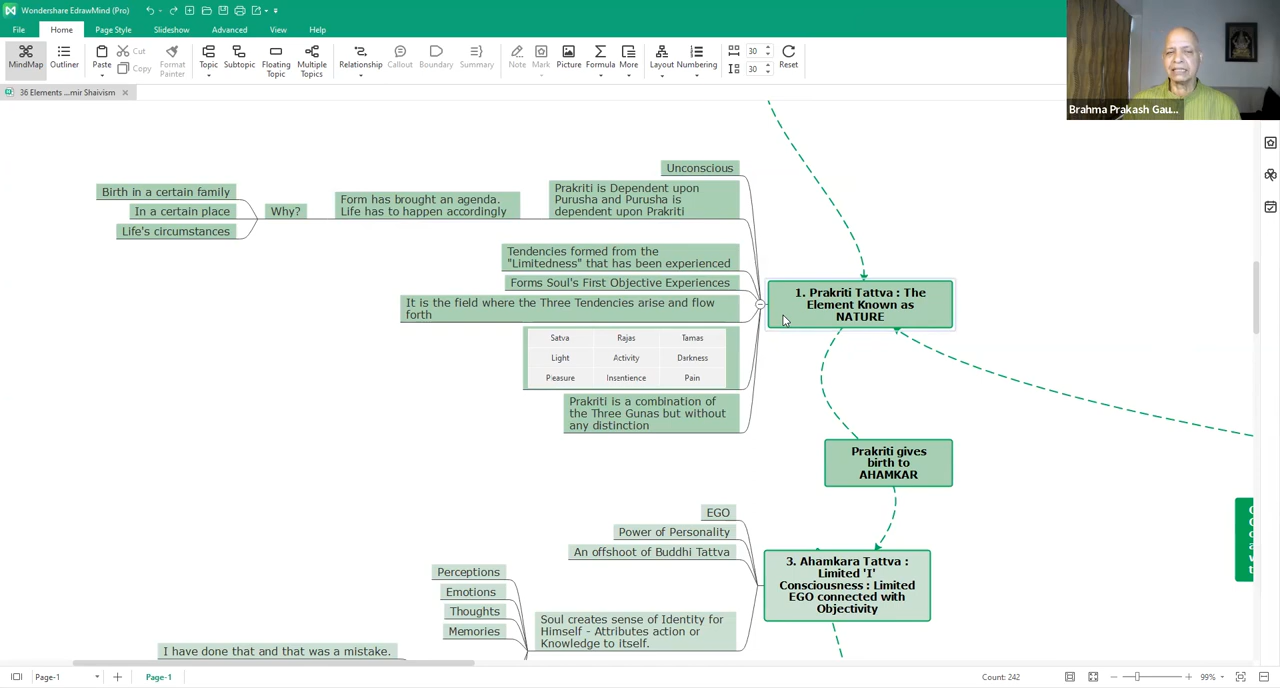 Wondershare EdrawMind (Pro)
File
Home
Page Style
Slideshow
Advanced
View
Help
MindMap
Outliner
Paste
Cut
Copy
Format
Painter
Topic
Subtopic
Floating
Topic
Multiple
Topics
Relationship
Callout
Boundary
Summary
Note
Mark
Picture
Formula
More
Layout
Numbering
30
30
Reset
Brahma Prakash Gau...
36 Elements ...mir Shaivism
Unconscious
Prakriti is Dependent upon
Purusha and Purusha is
dependent upon Prakriti
Form has brought an agenda.
Life has to happen accordingly
Why?
Birth in a certain family
In a certain place
Life's circumstances
Tendencies formed from the
"Limitedness" that has been experienced
Forms Soul's First Objective Experiences
It is the field where the Three Tendencies arise and flow
forth
Satva Rajas Tamas
Light Activity Darkness
Pleasure Insentience Pain
Prakriti is a combination of
the Three Gunas but without
any distinction
1. Prakriti Tattva : The
Element Known as
NATURE
Prakriti gives
birth to
AHAMKAR
EGO
Power of Personality
An offshoot of Buddhi Tattva
3. Ahamkara Tattva :
Limited 'I'
Consciousness : Limited
EGO connected with
Objectivity
Soul creates sense of Identity for
Himself - Attributes action or
Knowledge to itself.
Perceptions
Emotions
Thoughts
Memories
I have done that and that was a mistake.
Page-1
Page-1
Count: 242
99%